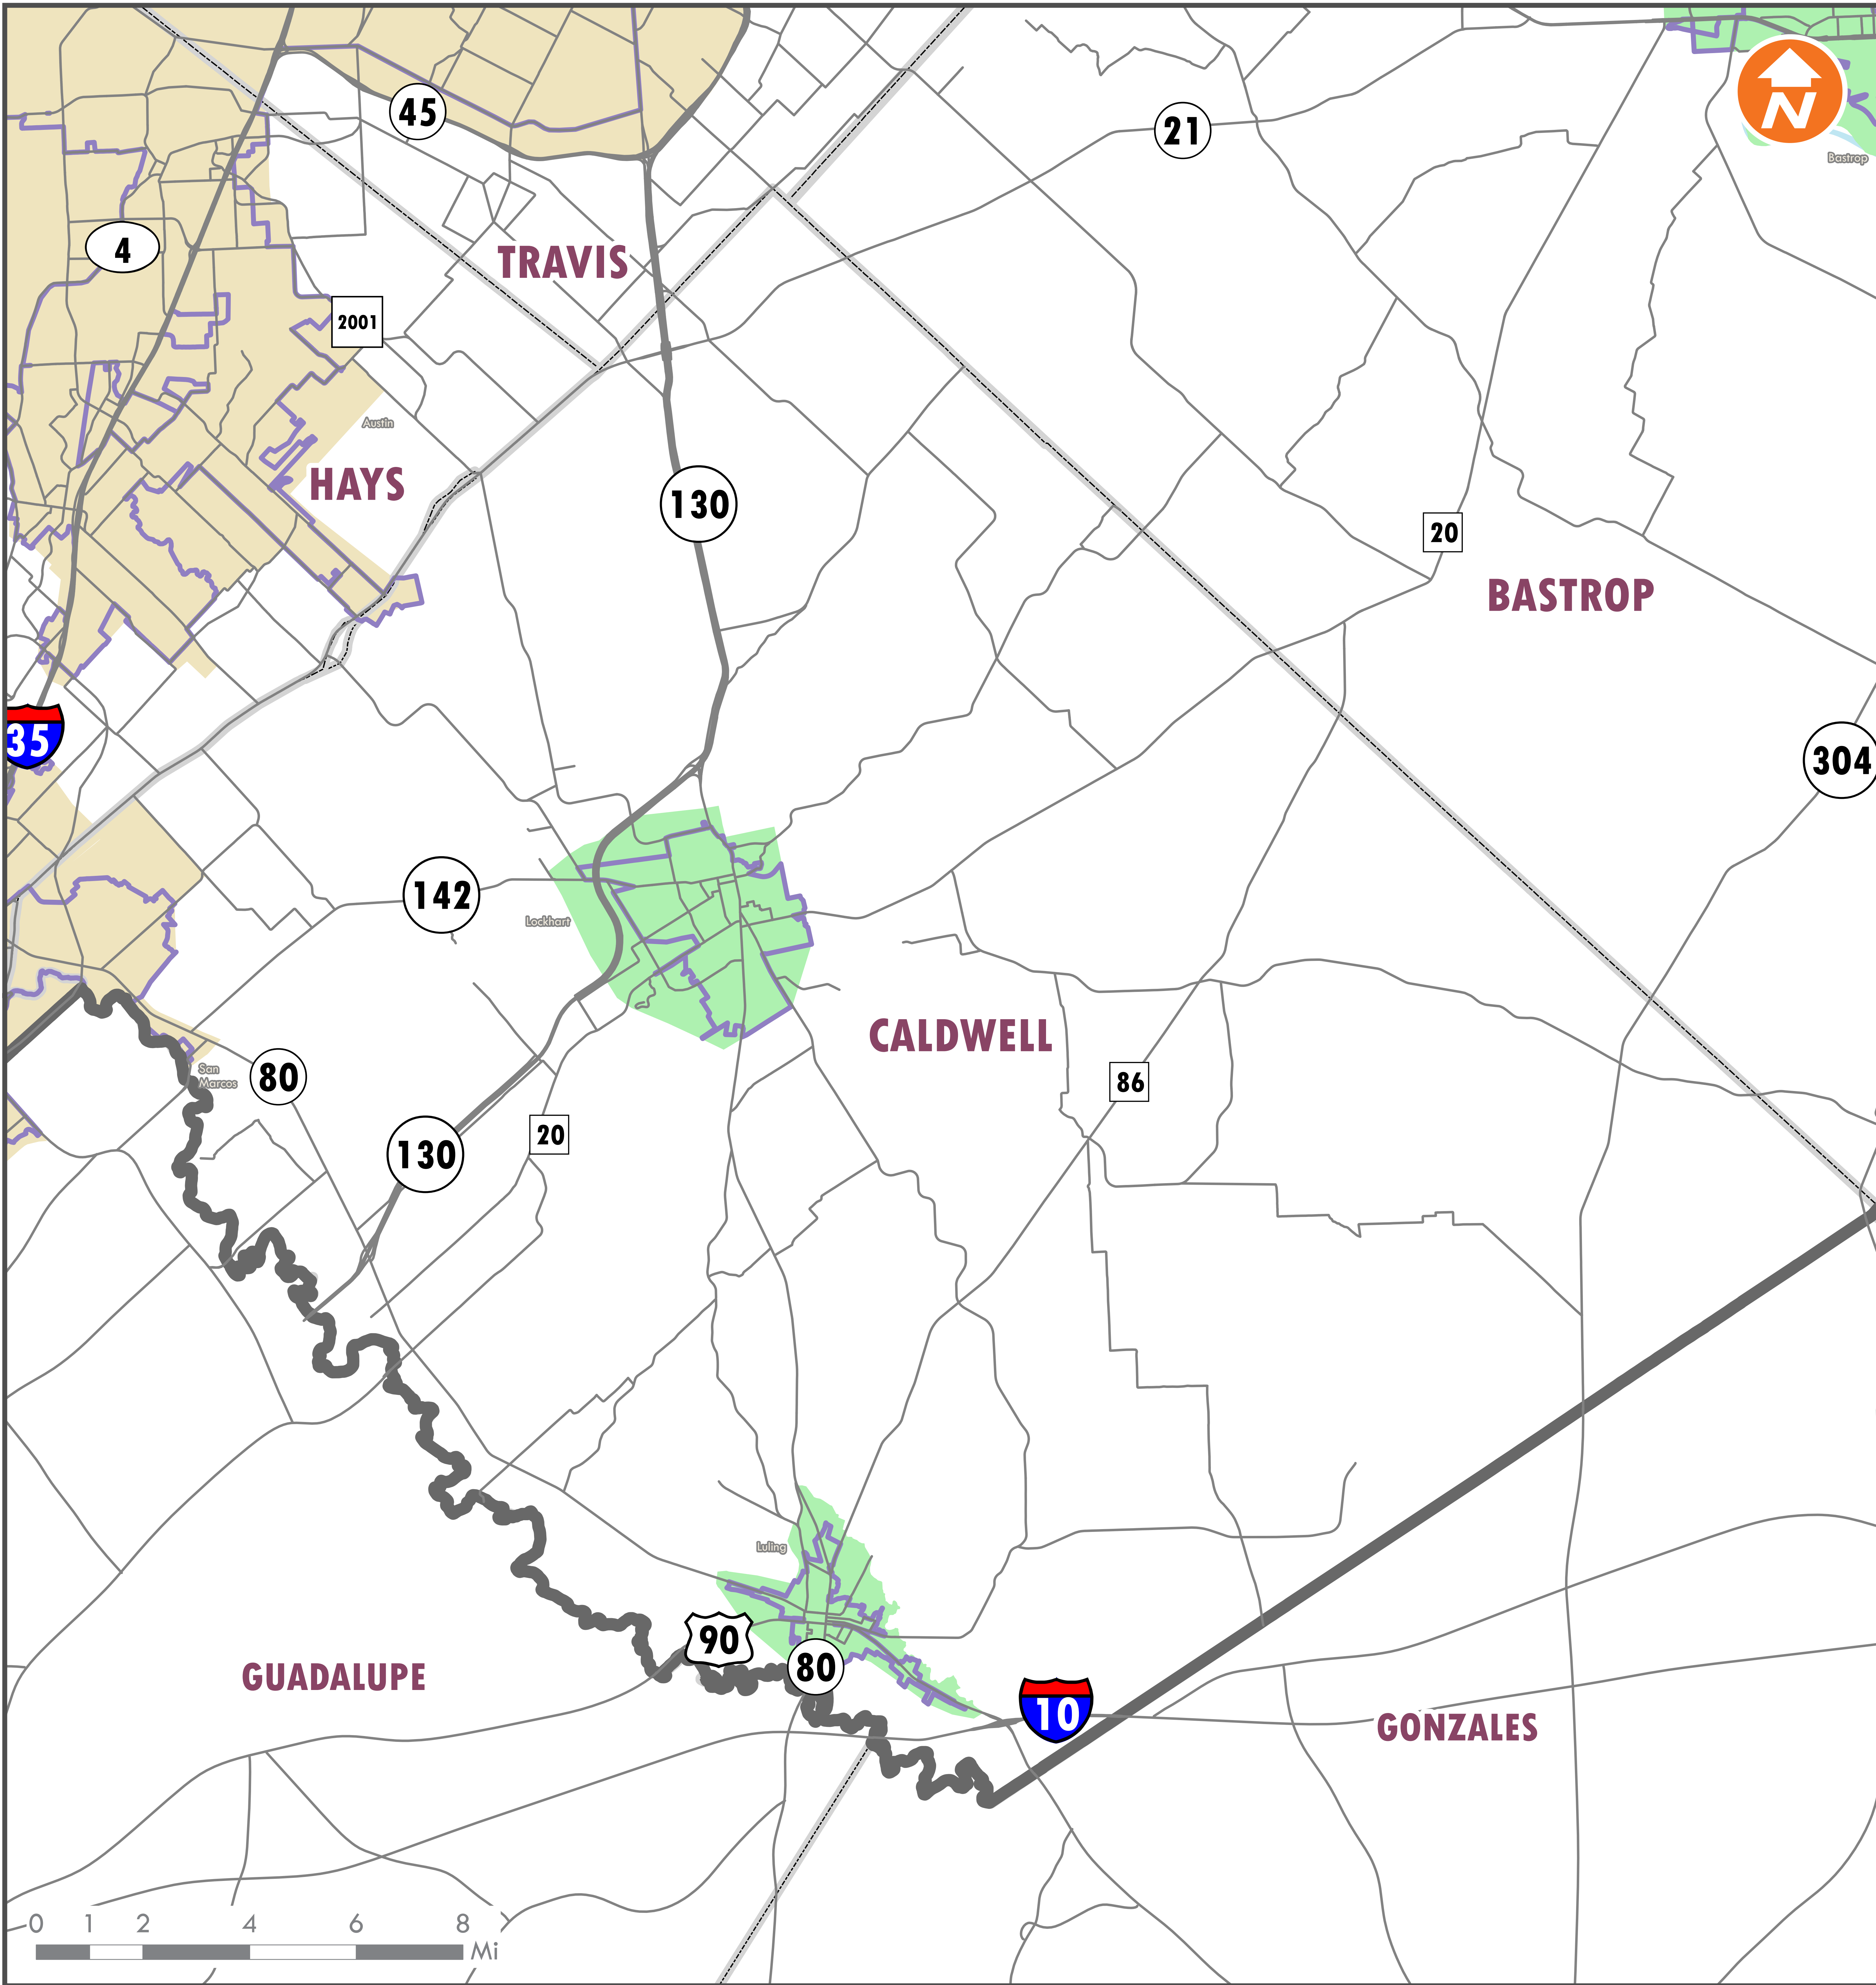 45
21
N
Bastrop
4
TRAVIS
2001
Austin
HAYS
130
20
BASTROP
35
304
142
Lockhart
CALDWELL
San
Marcos
80
86
130
20
Luling
90
80
GUADALUPE
10
GONZALES
0 1 2 4 6 8
Mi